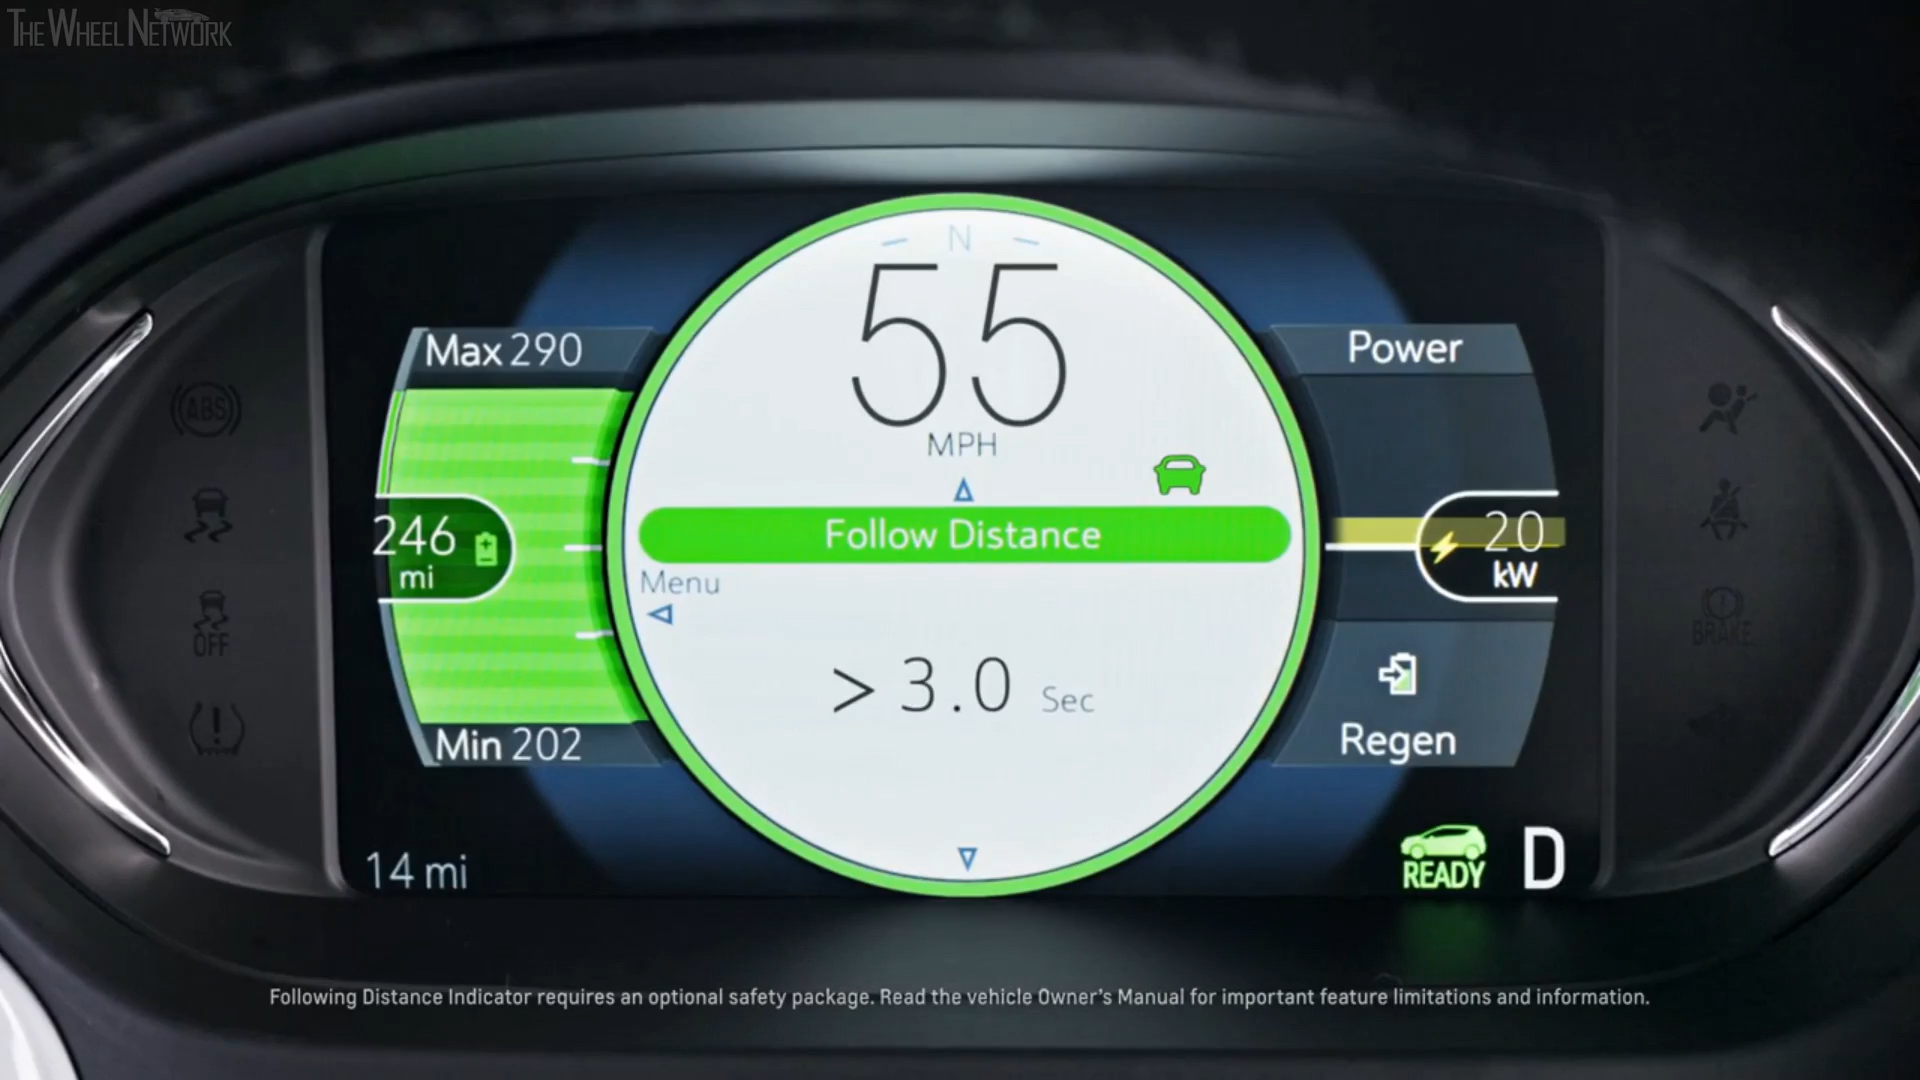 THE WHEEL NETWORK
N
55
MPH
Max 290
Power
ABS
246
mi
Follow Distance
20
kW
Menu
OFF
BRAKE
> 3.0 Sec
Min 202
Regen
14 mi
READY
D
Following Distance Indicator requires an optional safety package. Read the vehicle Owner's Manual for important feature limitations and information.